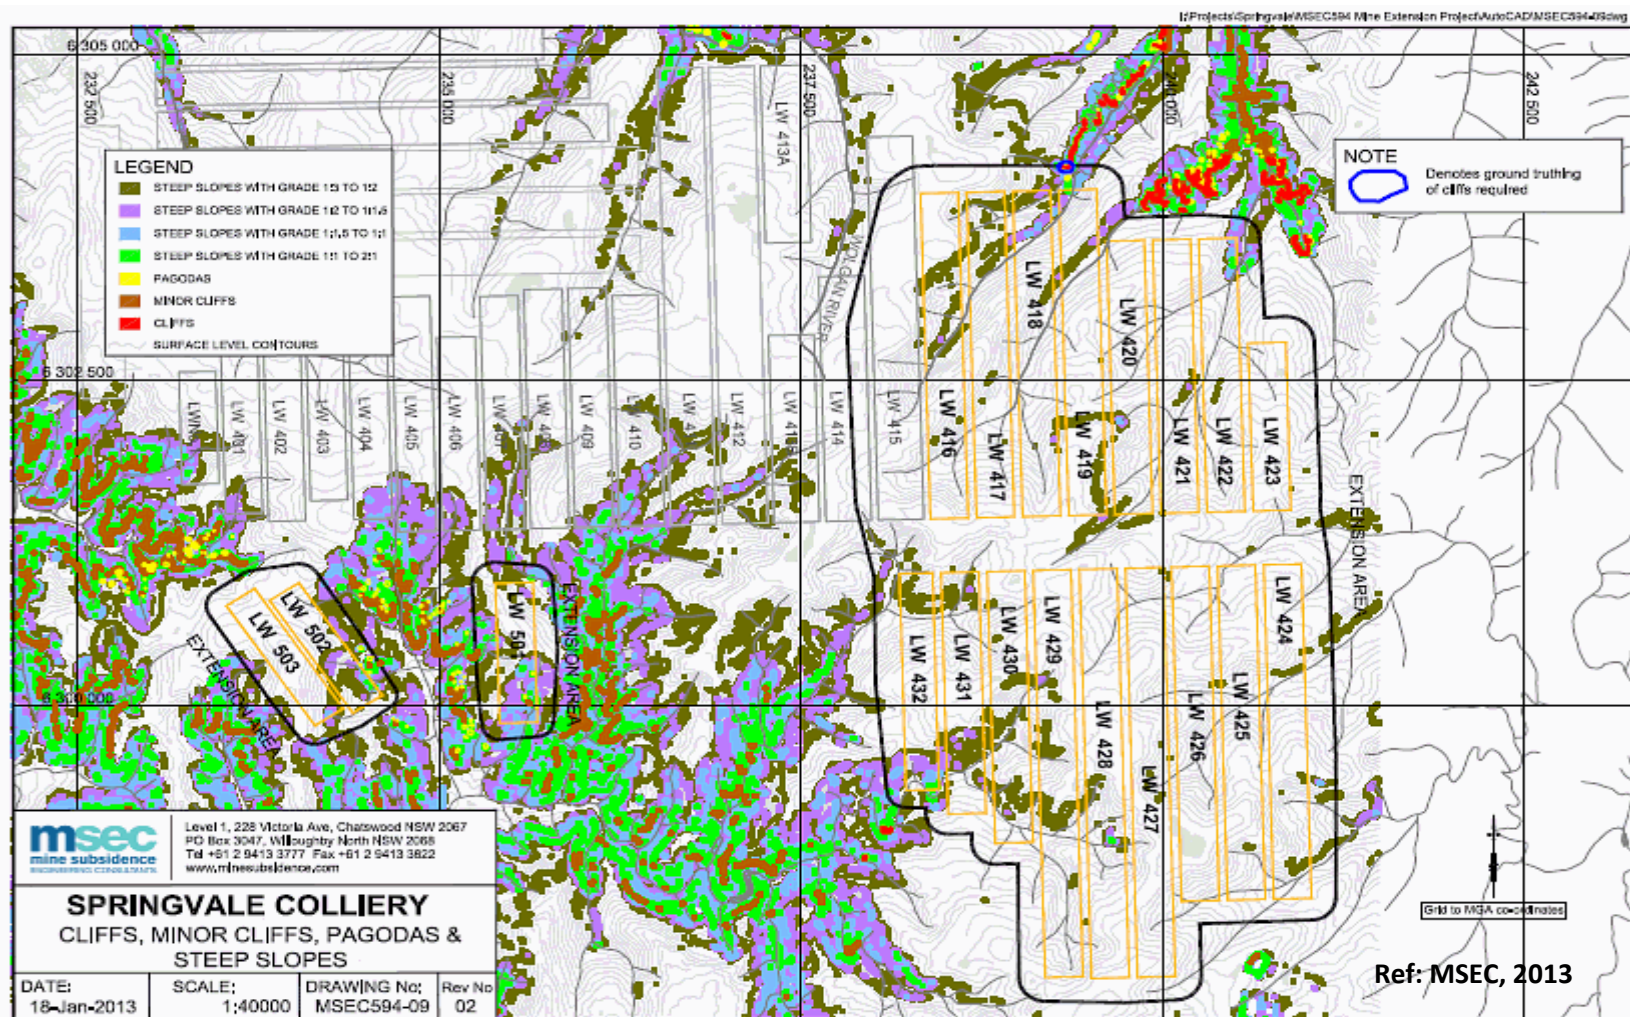 I:\Projects\Springvale\MSEC594 Mine Extension Project\AutoCAD\MSEC594-09.dwg
6 305 000
232 500
235 000
237 500
240 000
242 500
LW 413A
LEGEND
STEEP SLOPES WITH GRADE 1:3 TO 1:2
STEEP SLOPES WITH GRADE 1:2 TO 1:1.5
STEEP SLOPES WITH GRADE 1:1.5 TO 1:1
STEEP SLOPES WITH GRADE 1:1 TO 2:1
PAGODAS
MINOR CLIFFS
CLIFFS
SURFACE LEVEL CONTOURS
NOTE
Denotes ground truthing
of cliffs required
WOLGAN RIVER
LW 418
LW 420
6 302 500
LW 401
LW 402
LW 403
LW 404
LW 405
LW 406
LW 409
LW 410
LW 412
LW 414
LW 415
LW 416
LW 417
LW 419
LW 421
LW 422
LW 423
EXTENSION AREA
LW 502
LW 503
EXTENSION AREA
LW 501
EXTENSION AREA
LW 432
LW 431
LW 430
LW 429
LW 428
LW 427
LW 426
LW 425
LW 424
6 300 000
msec
mine subsidence
ENGINEERING CONSULTANTS
Level 1, 228 Victoria Ave, Chatswood NSW 2067
PO Box 3047, Willoughby North NSW 2068
Tel +61 2 9413 3777 Fax +61 2 9413 3822
www.minesubsidence.com
SPRINGVALE COLLIERY
CLIFFS, MINOR CLIFFS, PAGODAS &
STEEP SLOPES
DATE:
18-Jan-2013
SCALE:
1:40000
DRAWING No:
MSEC594-09
Rev No
02
Grid to MGA co-ordinates
Ref: MSEC, 2013